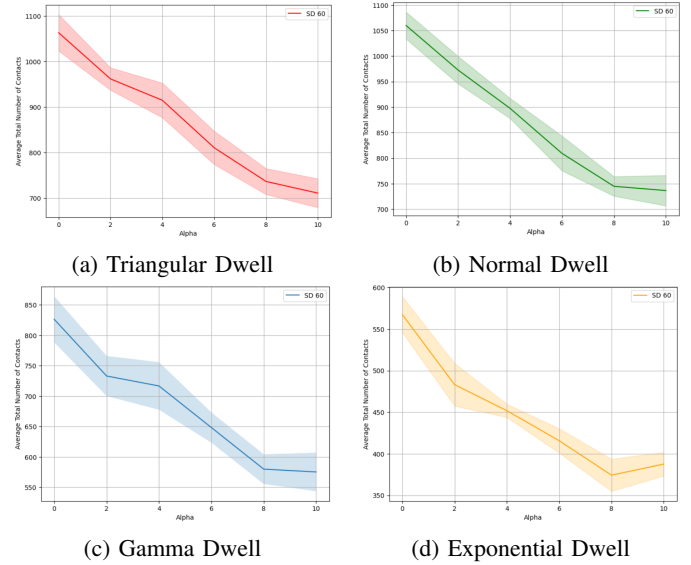 SD 60
1100
1000
900
800
700
Average Total Number of Contacts
0 2 4 6 8 10
Alpha
(a) Triangular Dwell
SD 60
1100
1050
1000
950
900
850
800
750
700
Average Total Number of Contacts
0 2 4 6 8 10
Alpha
(b) Normal Dwell
SD 60
850
800
750
700
650
600
550
Average Total Number of Contacts
0 2 4 6 8 10
Alpha
(c) Gamma Dwell
SD 60
600
550
500
450
400
350
Average Total Number of Contacts
0 2 4 6 8 10
Alpha
(d) Exponential Dwell